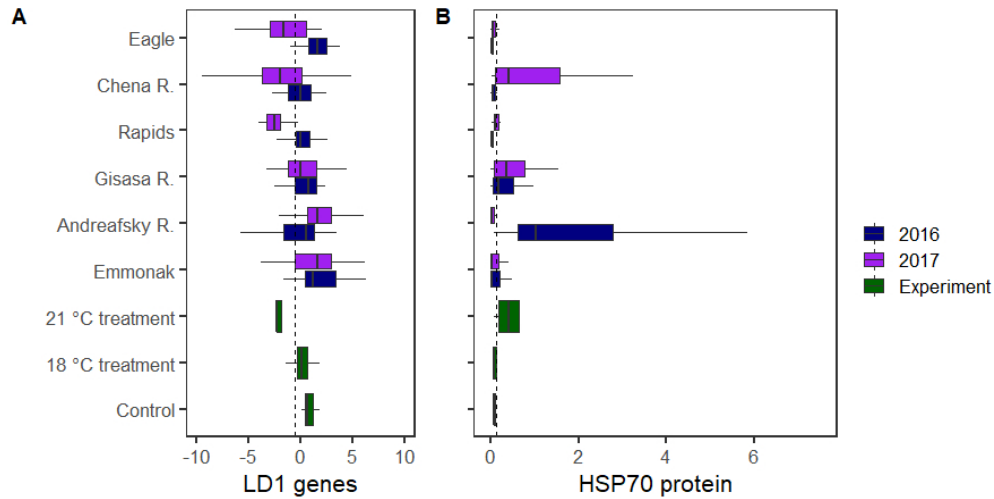 A
B
Eagle
Chena R.
Rapids
Gisasa R.
Andreafsky R.
Emmonak
21 °C treatment
18 °C treatment
Control
-10 -5 0 5 10
LD1 genes
0 2 4 6
HSP70 protein
2016
2017
Experiment